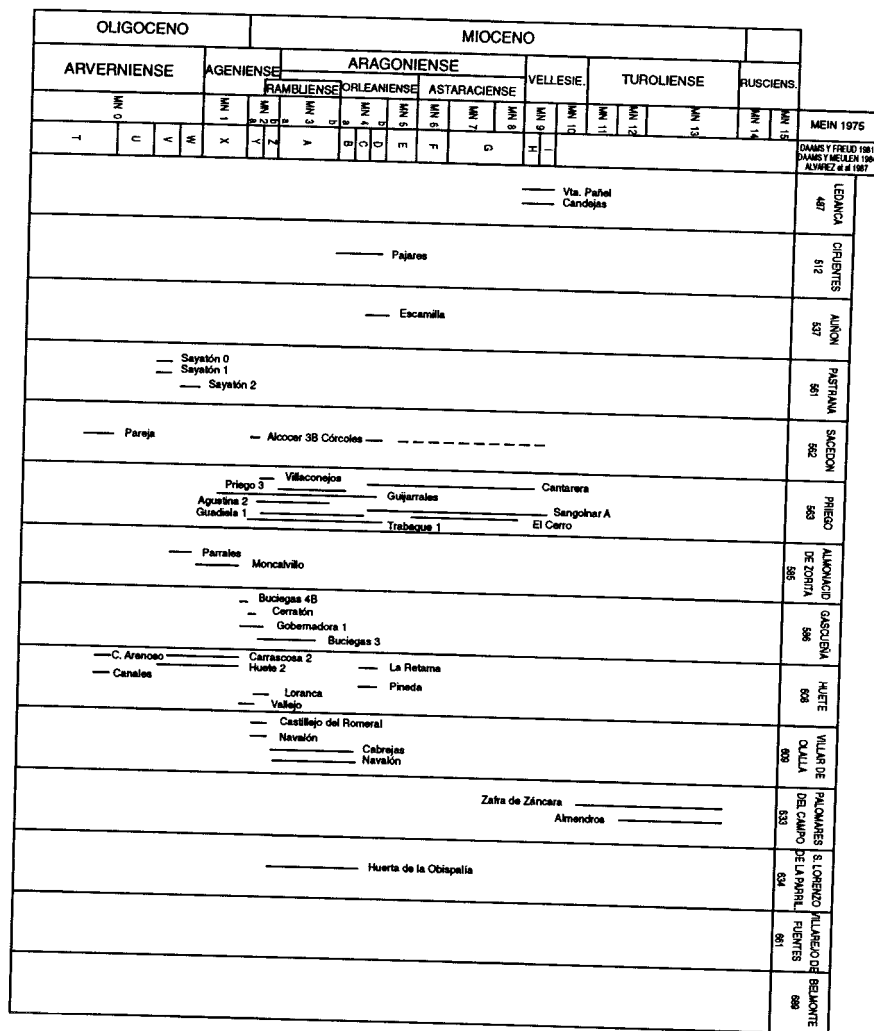 OLIGOCENO
MIOCENO
ARVERNIENSE
AGENIENSE
ARAGONIENSE
RAMBLIENSE
ORLEANIENSE
ASTARACIENSE
VELLESIE.
TUROLIENSE
RUSCIENS.
MN 0
MN 1
MN 2
a
b
MN 3
a
b
MN 4
a
b
MN 5
MN 6
MN 7
MN 8
MN 9
MN 10
MN 11
MN 12
MN 13
MN 14
MN 15
MEIN 1975
T
U
V
W
X
Y
Z
A
B
C
D
E
F
G
H
I
DAAMS Y FREUD 1981
DAAMS Y MEULEN 1984
ALVAREZ et al 1987
Vta. Pañel
Candejas
LEDANCA
487
Pajares
CIFUENTES
512
Escamilla
AUÑON
537
Sayatón 0
Sayatón 1
Sayatón 2
PASTRANA
561
Pareja
Alcocer 3B Córcoles
SACEDON
562
Villaconejos
Priego 3
Cantarera
Guijarrales
Agustina 2
Guadiela 1
Sangolnar A
Trabaque 1
El Cerro
PRIEGO
563
Parrales
Moncalvillo
ALMONACID
DE ZORITA
585
Buciegas 4B
Cerratón
Gobernadora 1
Buciegas 3
GASCUEÑA
586
C. Arenoso
Carrascosa 2
Huete 2
La Retama
Canales
Pineda
Loranca
Vallejo
HUETE
608
Castillejo del Romeral
Navalón
Cabrejas
Navalón
VILLAR DE
OLALLA
609
Zafra de Záncara
Almendros
PALOMARES
DEL CAMPO
633
Huerta de la Obispalía
S. LORENZO
DE LA PARRIL.
634
VILLAREJO DE
FUENTES
661
BELMONTE
689